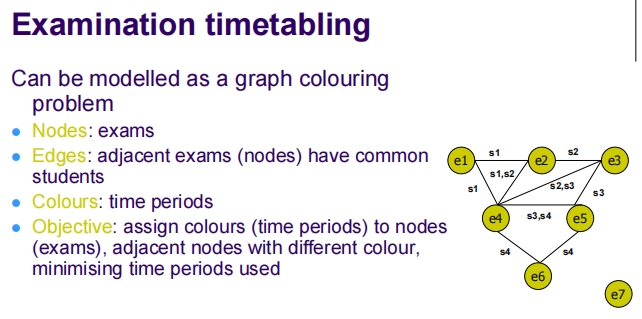 Examination timetabling
Can be modelled as a graph colouring
problem
Nodes: exams
Edges: adjacent exams (nodes) have common
students
Colours: time periods
Objective: assign colours (time periods) to nodes
(exams), adjacent nodes with different colour,
minimising time periods used
s1
s2
e1
e2
e3
s1,s2
s1
s2,s3
s3
e4
s3,s4
e5
s4
s4
e6
e7